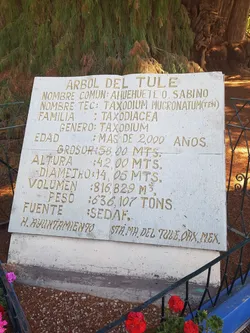 ARBOL DEL TULE
NOMBRE COMUN: AHUEHUETE O SABINO
NOMBRE TEC: TAXODIUM MUCRONATUM (TEN)
FAMILIA : TAXODIACEA
GENERO: TAXODIUM
EDAD : MAS DE 2,000 AÑOS.
GROSOR: 58.00 MTS.
ALTURA : 42.00 MTS
DIAMETRO: 14.05 MTS
VOLUMEN : 816,829 M³
PESO : 636,107 TONS
FUENTE : SEDAF.
H. AYUNTAMIENTO STA. MA. DEL TULE, OAX. MEX.